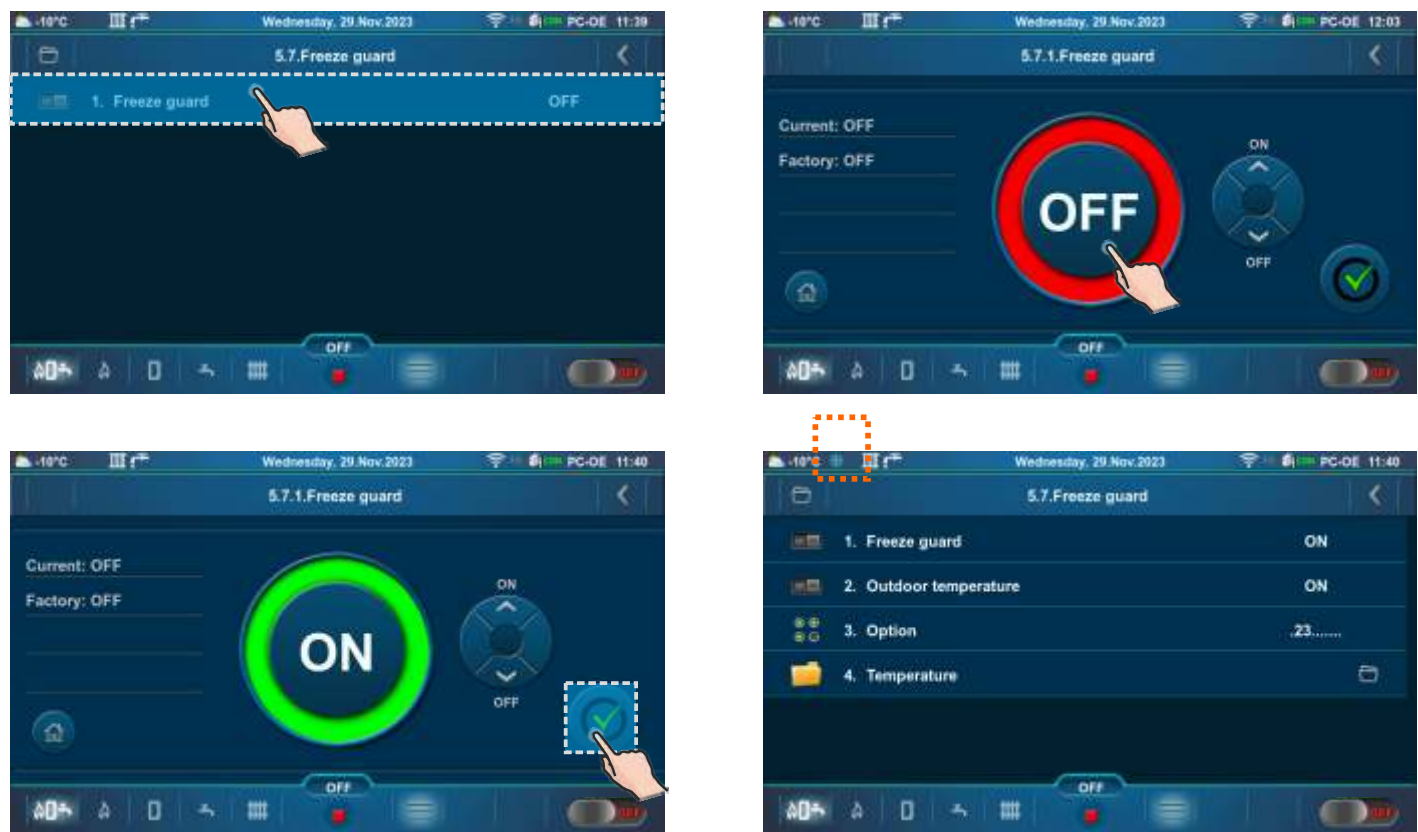 -10°C Wednesday, 29.Nov.2023 PC-OE 11:39
5.7.Freeze guard
1. Freeze guard OFF
OFF
OFF
-10°C Wednesday, 29.Nov.2023 PC-OE 12:03
5.7.1.Freeze guard
Current: OFF
Factory: OFF
OFF
ON
OFF
OFF
OFF
-10°C Wednesday, 29.Nov.2023 PC-OE 11:40
5.7.1.Freeze guard
Current: OFF
Factory: OFF
ON
ON
OFF
OFF
OFF
-10°C Wednesday, 29.Nov.2023 PC-OE 11:40
5.7.Freeze guard
1. Freeze guard ON
2. Outdoor temperature ON
3. Option .23.......
4. Temperature
OFF
OFF